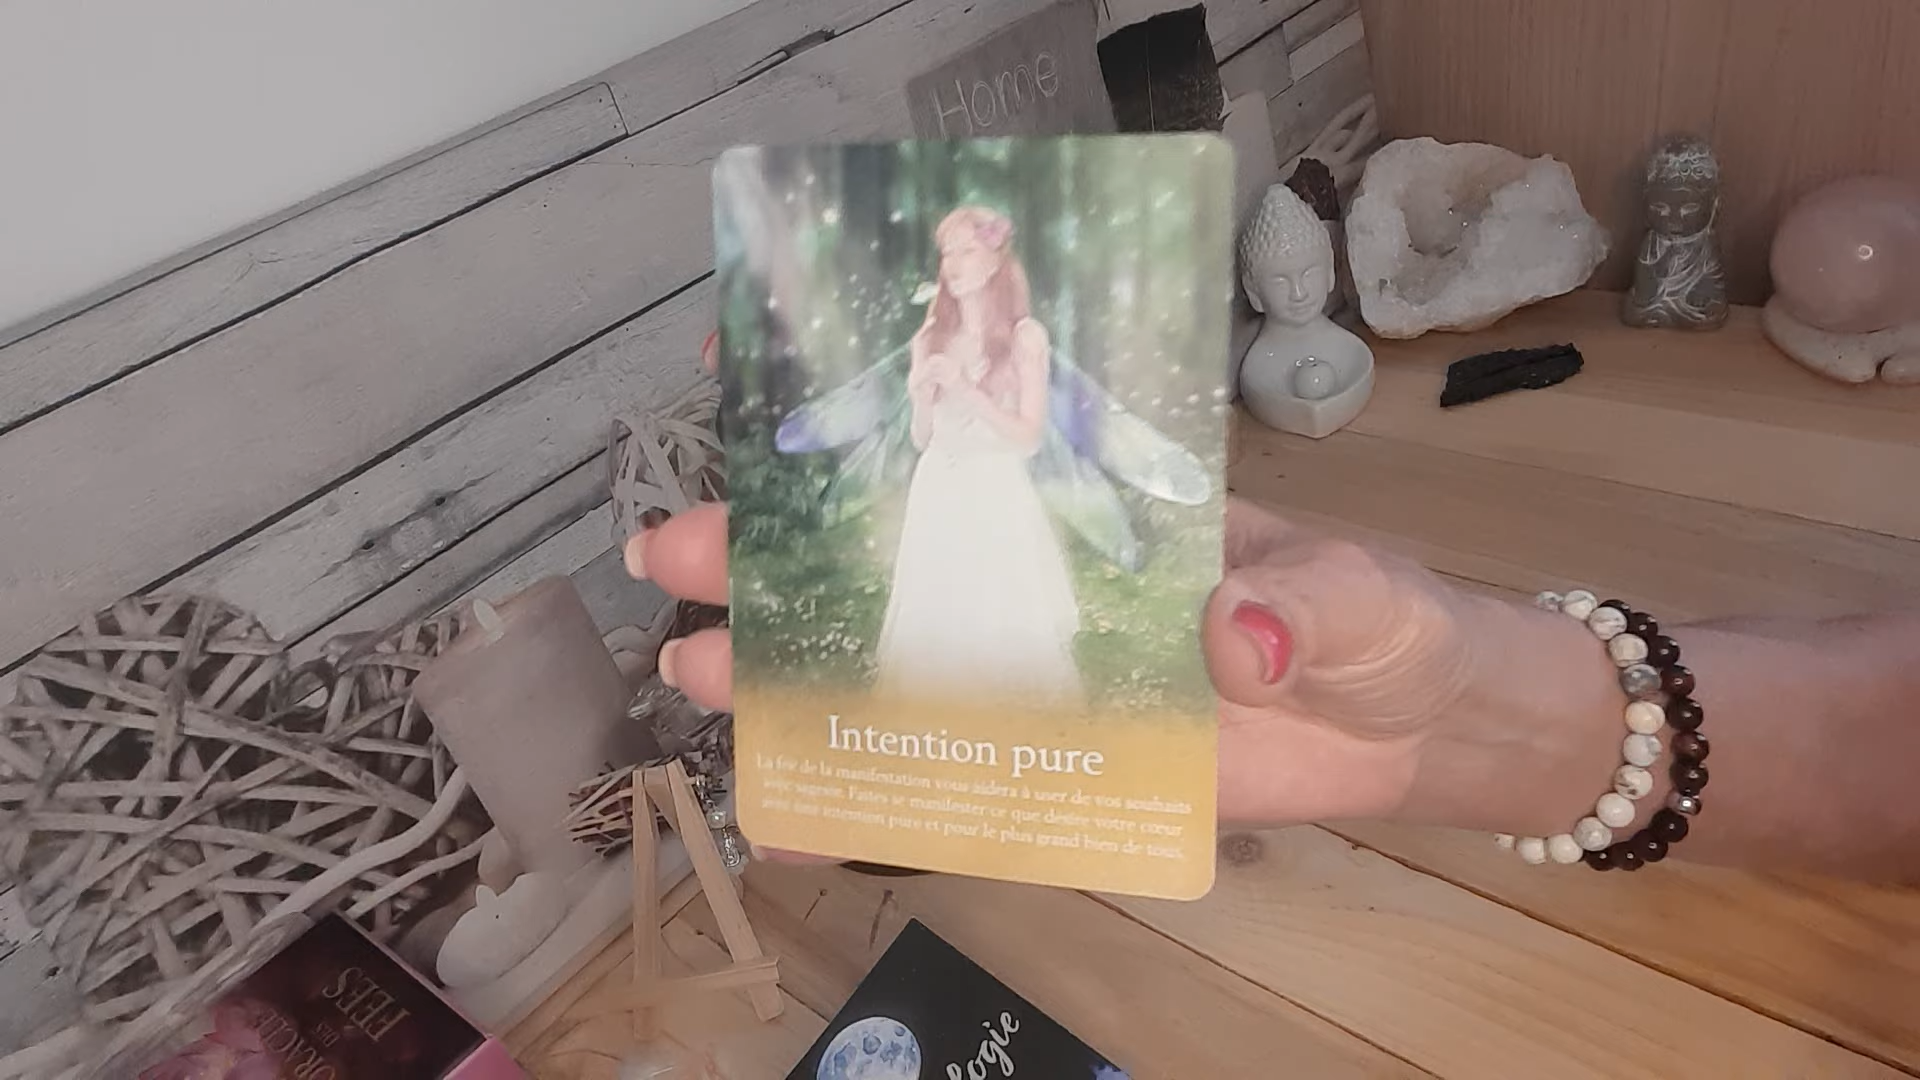 Home
Intention pure
La fée de la manifestation vous aidera à user de vos souhaits
avec sagesse. Faites se manifester ce que désire votre cœur
avec une intention pure et pour le plus grand bien de tous.
ORACLE
DES
FÉES
logie